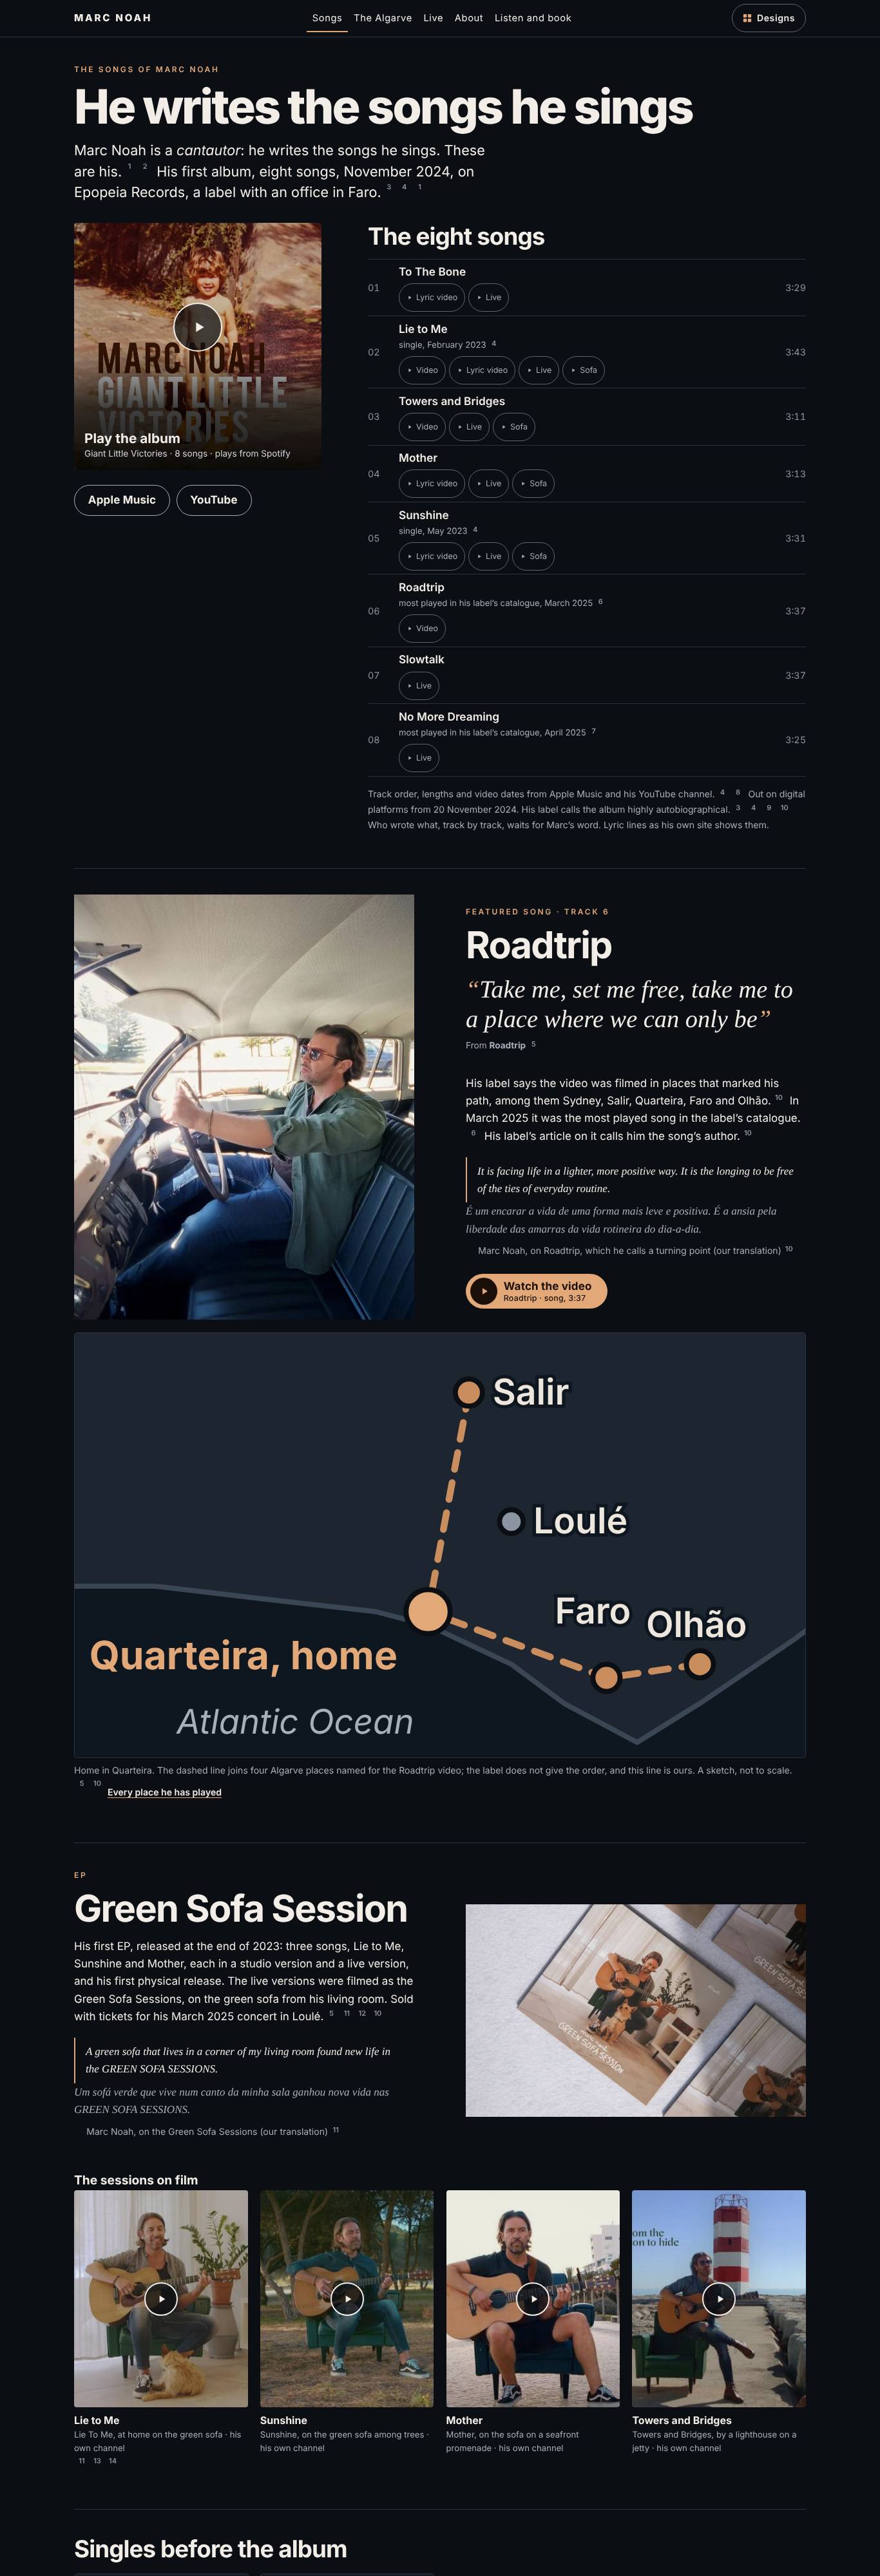 MARC NOAH
Songs
The Algarve
Live
About
Listen and book
Designs
THE SONGS OF MARC NOAH
He writes the songs he sings
Marc Noah is a cantautor: he writes the songs he sings. These
are his. 1 2 His first album, eight songs, November 2024, on
Epopeia Records, a label with an office in Faro. 3 4 1
MARC NOAH
GIANT LITTLE
VICTORIES
Play the album
Giant Little Victories · 8 songs · plays from Spotify
Apple Music
YouTube
The eight songs
01
To The Bone
Lyric video
Live
3:29
02
Lie to Me
single, February 2023 4
Video
Lyric video
Live
Sofa
3:43
03
Towers and Bridges
Video
Live
Sofa
3:11
04
Mother
Lyric video
Live
Sofa
3:13
05
Sunshine
single, May 2023 4
Lyric video
Live
Sofa
3:31
06
Roadtrip
most played in his label's catalogue, March 2025 6
Video
3:37
07
Slowtalk
Live
3:37
08
No More Dreaming
most played in his label's catalogue, April 2025 7
Live
3:25
Track order, lengths and video dates from Apple Music and his YouTube channel. 4 8 Out on digital
platforms from 20 November 2024. His label calls the album highly autobiographical. 3 4 9 10
Who wrote what, track by track, waits for Marc's word. Lyric lines as his own site shows them.
FEATURED SONG · TRACK 6
Roadtrip
“Take me, set me free, take me to
a place where we can only be”
From Roadtrip 5
His label says the video was filmed in places that marked his
path, among them Sydney, Salir, Quarteira, Faro and Olhão. 10 In
March 2025 it was the most played song in the label's catalogue.
6 His label's article on it calls him the song's author. 10
It is facing life in a lighter, more positive way. It is the longing to be free
of the ties of everyday routine.
É um encarar a vida de uma forma mais leve e positiva. É a ansia pela
liberdade das amarras da vida rotineira do dia-a-dia.
Marc Noah, on Roadtrip, which he calls a turning point (our translation) 10
Watch the video
Roadtrip · song, 3:37
Salir
Loulé
Faro
Olhão
Quarteira, home
Atlantic Ocean
Home in Quarteira. The dashed line joins four Algarve places named for the Roadtrip video; the label does not give the order, and this line is ours. A sketch, not to scale.
5 10 Every place he has played
EP
Green Sofa Session
His first EP, released at the end of 2023: three songs, Lie to Me,
Sunshine and Mother, each in a studio version and a live version,
and his first physical release. The live versions were filmed as the
Green Sofa Sessions, on the green sofa from his living room. Sold
with tickets for his March 2025 concert in Loulé. 5 11 12 10
A green sofa that lives in a corner of my living room found new life in
the GREEN SOFA SESSIONS.
Um sofá verde que vive num canto da minha sala ganhou nova vida nas
GREEN SOFA SESSIONS.
Marc Noah, on the Green Sofa Sessions (our translation) 11
GREEN SOFA SESSION
The sessions on film
om the
on to hide
Lie to Me
Lie To Me, at home on the green sofa · his
own channel
11 13 14
Sunshine
Sunshine, on the green sofa among trees ·
his own channel
Mother
Mother, on the sofa on a seafront
promenade · his own channel
Towers and Bridges
Towers and Bridges, by a lighthouse on a
jetty · his own channel
Singles before the album